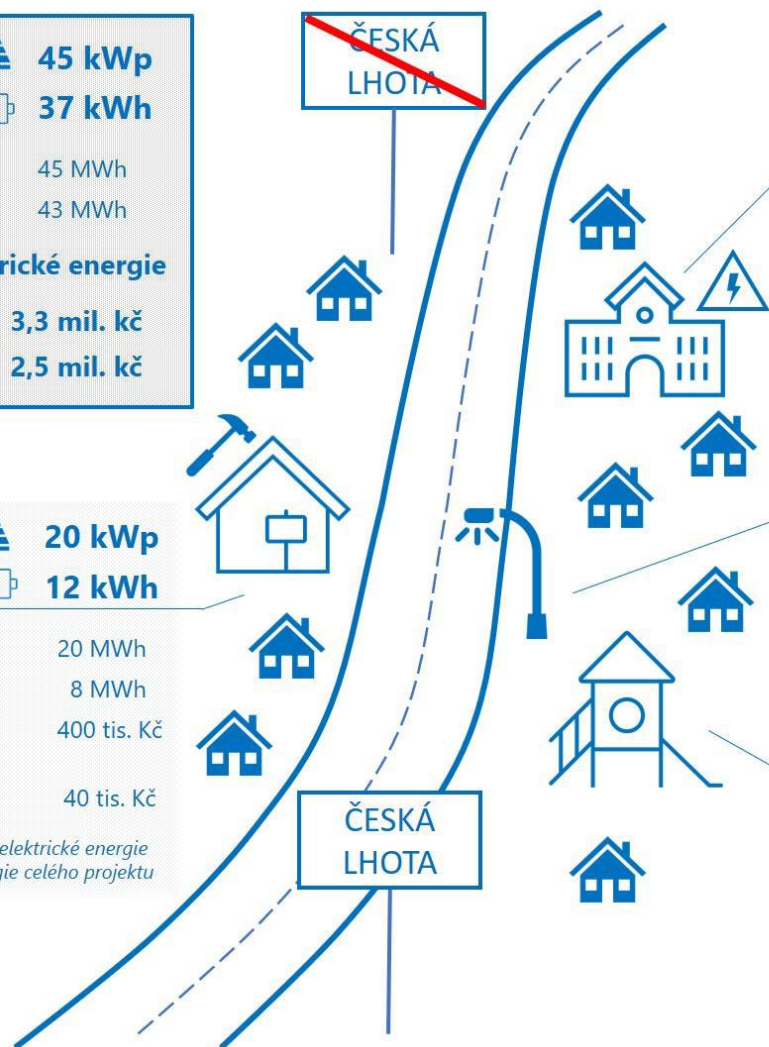 45 kWp
37 kWh
45 MWh
43 MWh
energie
3,3 mil. kč
2,5 mil. kč
ČESKÁ
LHOTA
20 kWp
12 kWh
20 MWh
8 MWh
400 tis. Kč
40 tis. Kč
elektrické energie
celého projektu
ČESKÁ
LHOTA